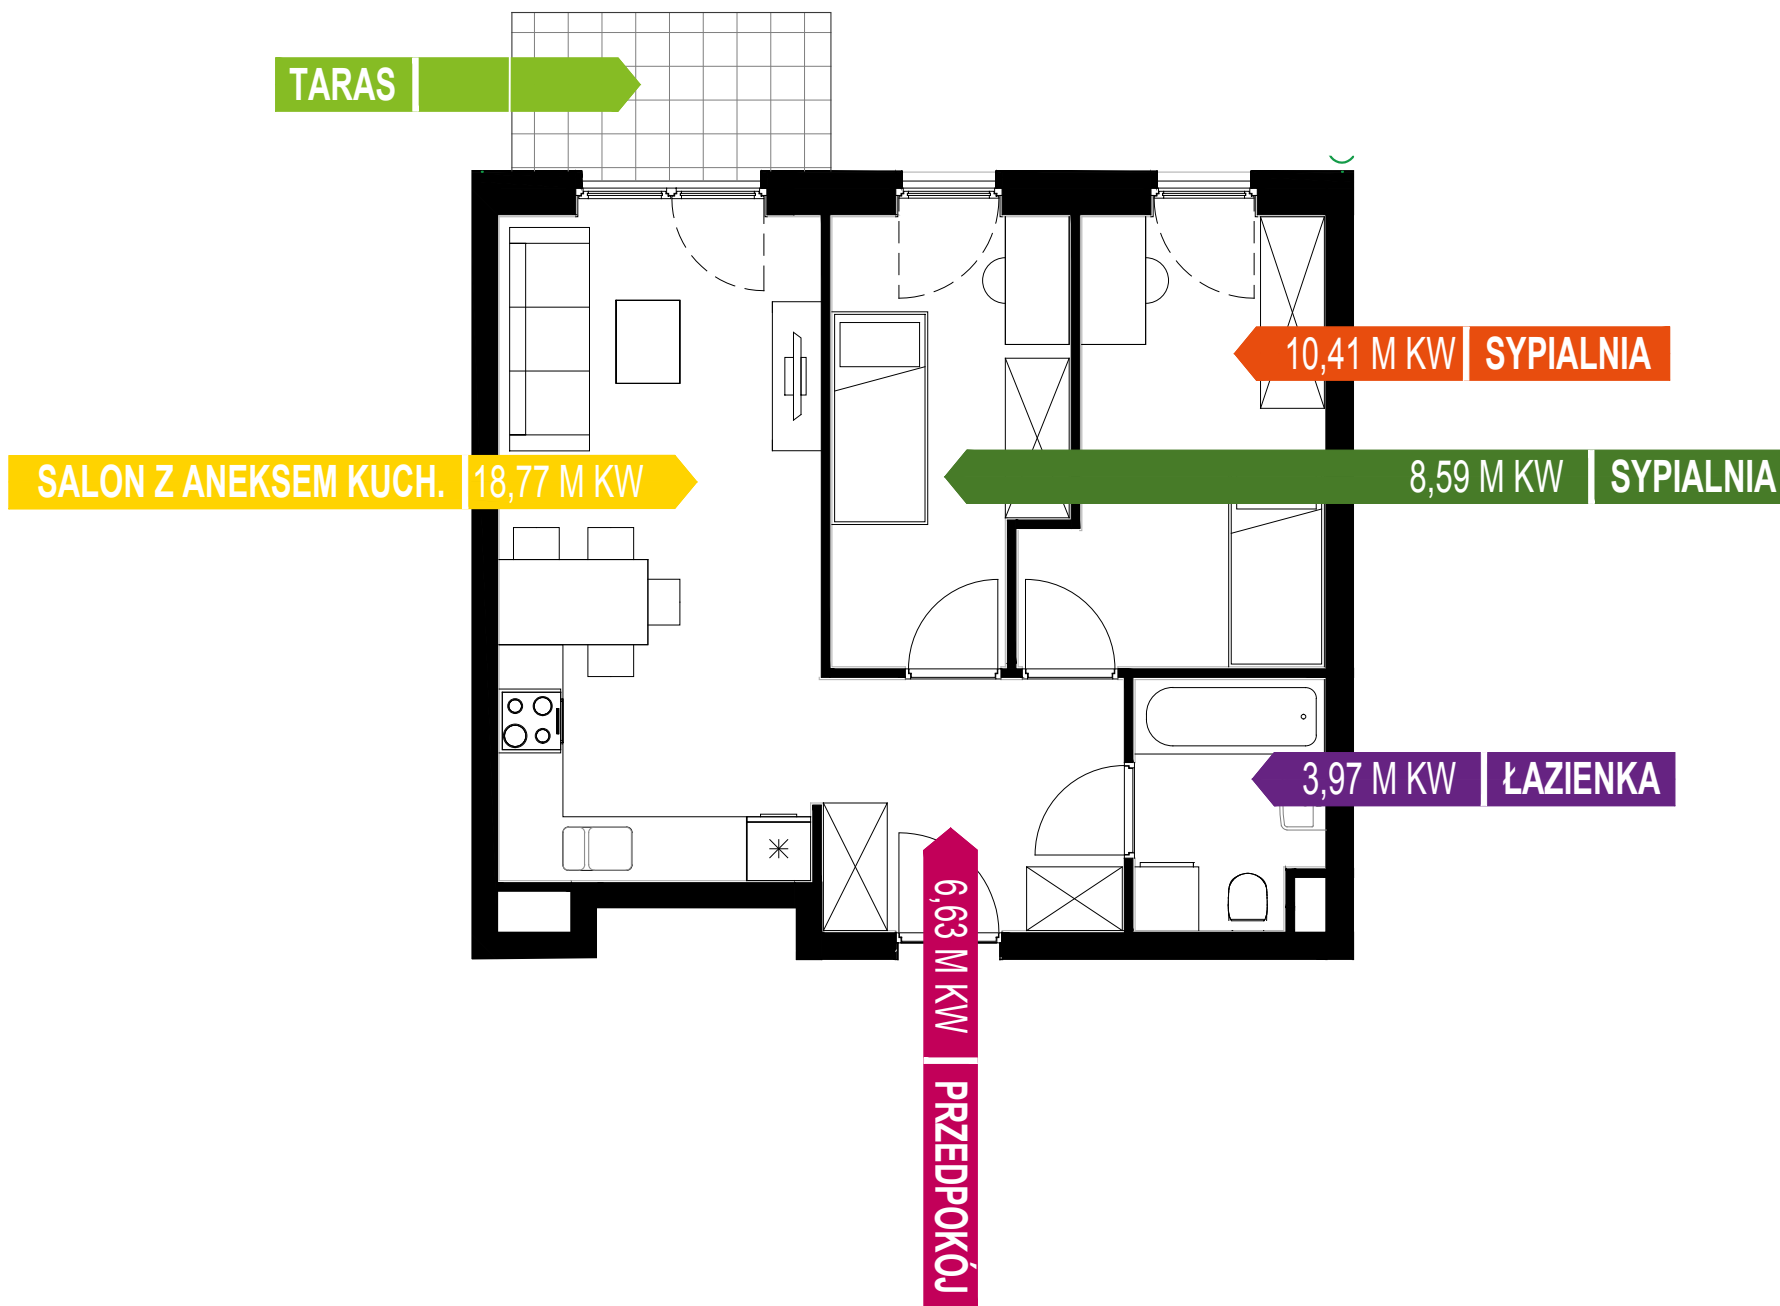 TARAS
10,41 M KW SYPIALNIA
SALON Z ANEKSEM KUCH. 18,77 M KW
8,59 M KW SYPIALNIA
3,97 M KW ŁAZIENKA
6,63 M KW PRZEDPOKÓJ